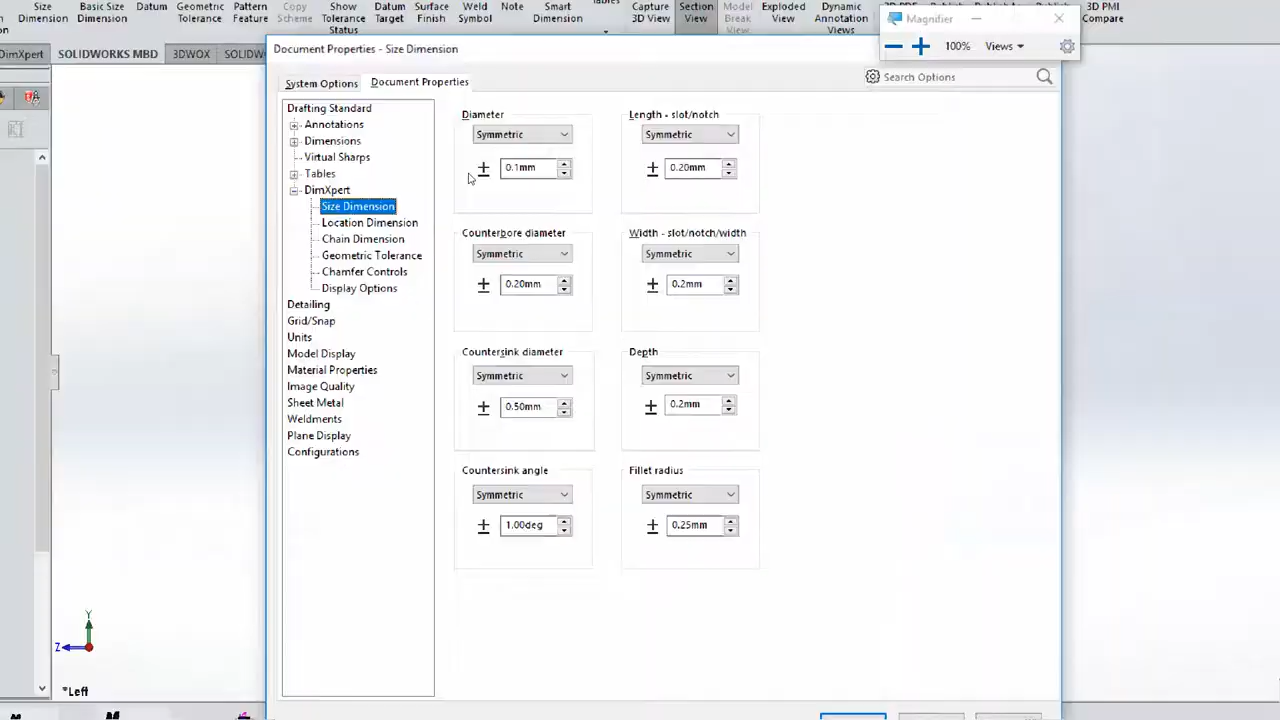 Size Dimension
Basic Size Dimension
Datum
Geometric Tolerance
Pattern Feature
Copy Scheme
Show Tolerance Status
Datum Target
Surface Finish
Weld Symbol
Note
Smart Dimension
Tables
Capture 3D View
Section View
Model Break View
Exploded View
Dynamic Annotation Views
3D PMI Compare
Magnifier
100%
Views
DimXpert
SOLIDWORKS MBD
3DVIOX
SOLIDW
Document Properties - Size Dimension
System Options
Document Properties
Search Options
Drafting Standard
Annotations
Dimensions
Virtual Sharps
Tables
DimXpert
Size Dimension
Location Dimension
Chain Dimension
Geometric Tolerance
Chamfer Controls
Display Options
Detailing
Grid/Snap
Units
Model Display
Material Properties
Image Quality
Sheet Metal
Weldments
Plane Display
Configurations
Diameter
Symmetric
± 0.1mm
Length - slot/notch
Symmetric
± 0.20mm
Counterbore diameter
Symmetric
± 0.20mm
Width - slot/notch/width
Symmetric
± 0.2mm
Countersink diameter
Symmetric
± 0.50mm
Depth
Symmetric
± 0.2mm
Countersink angle
Symmetric
± 1.00deg
Fillet radius
Symmetric
± 0.25mm
Y
Z
*Left